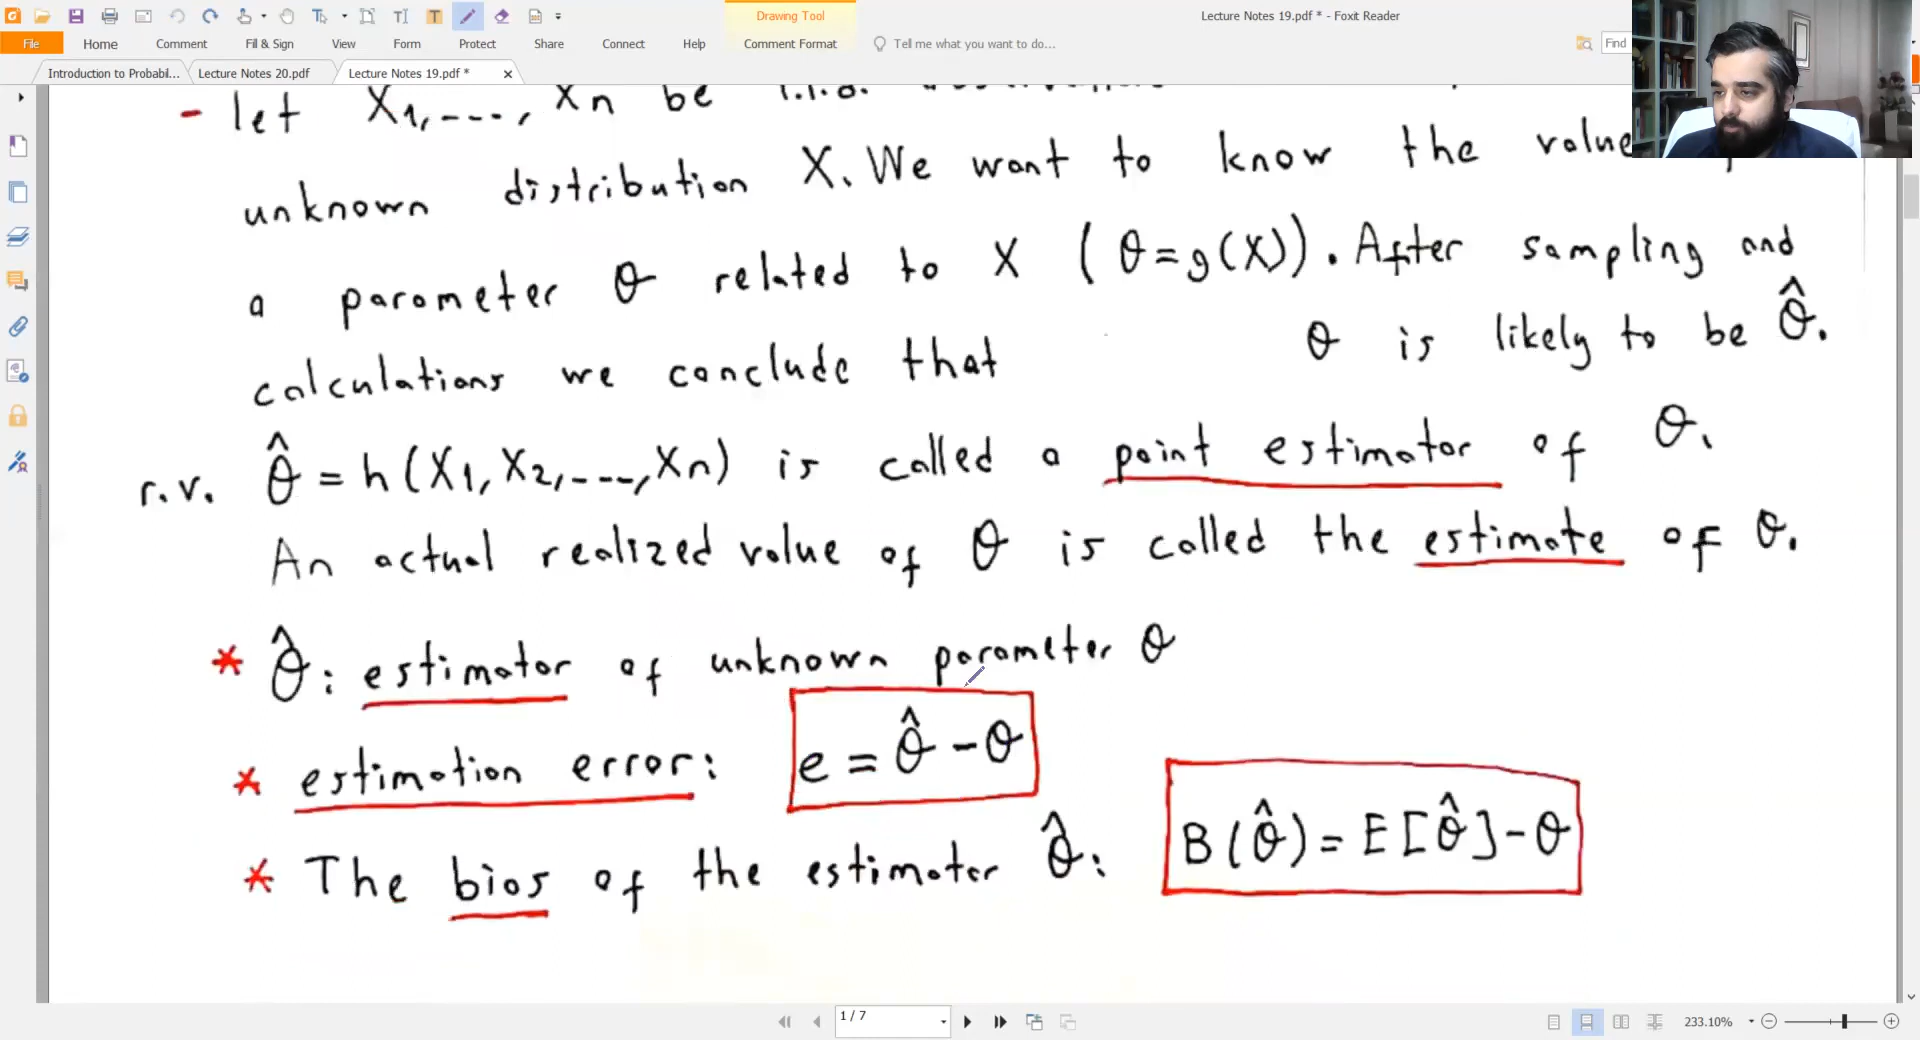 Lecture Notes 19.pdf * - Foxit Reader
Drawing Tool
File Home Comment Fill & Sign View Form Protect Share Connect Help Comment Format Tell me what you want to do... Find
Introduction to Probabil... Lecture Notes 20.pdf Lecture Notes 19.pdf *
- let X1,---, Xn be i.i.d.
unknown distribution X. We want to know the value
a parameter θ related to X (θ=g(X)). After sampling and
calculations we conclude that θ is likely to be θ̂.
r.v. θ̂ = h(X1, X2,---, Xn) is called a point estimator of θ.
An actual realized value of θ is called the estimate of θ.
* θ̂: estimator of unknown parameter θ
* estimation error: e = θ̂ - θ
* The bias of the estimator θ̂: B(θ̂) = E[θ̂] - θ
1 / 7
233.10%